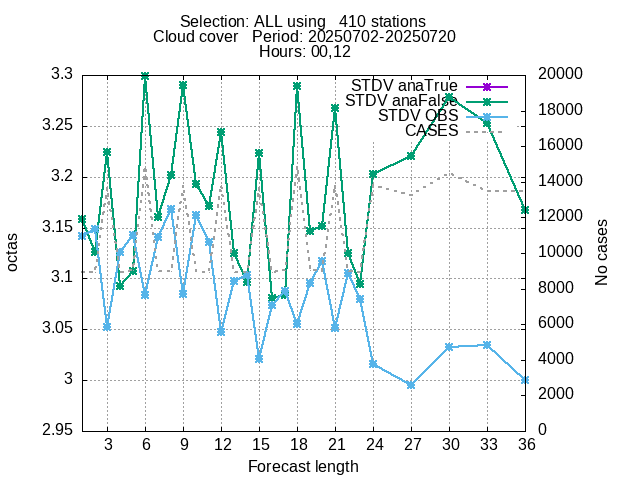 Selection: ALL using   410 stations
Cloud cover   Period: 20250702-20250720
Hours: 00,12
STDV anaTrue
STDV anaFalse
STDV OBS
CASES
3.3
3.25
3.2
3.15
3.1
3.05
3
2.95
octas
20000
18000
16000
14000
12000
10000
8000
6000
4000
2000
0
No cases
3 6 9 12 15 18 21 24 27 30 33 36
Forecast length